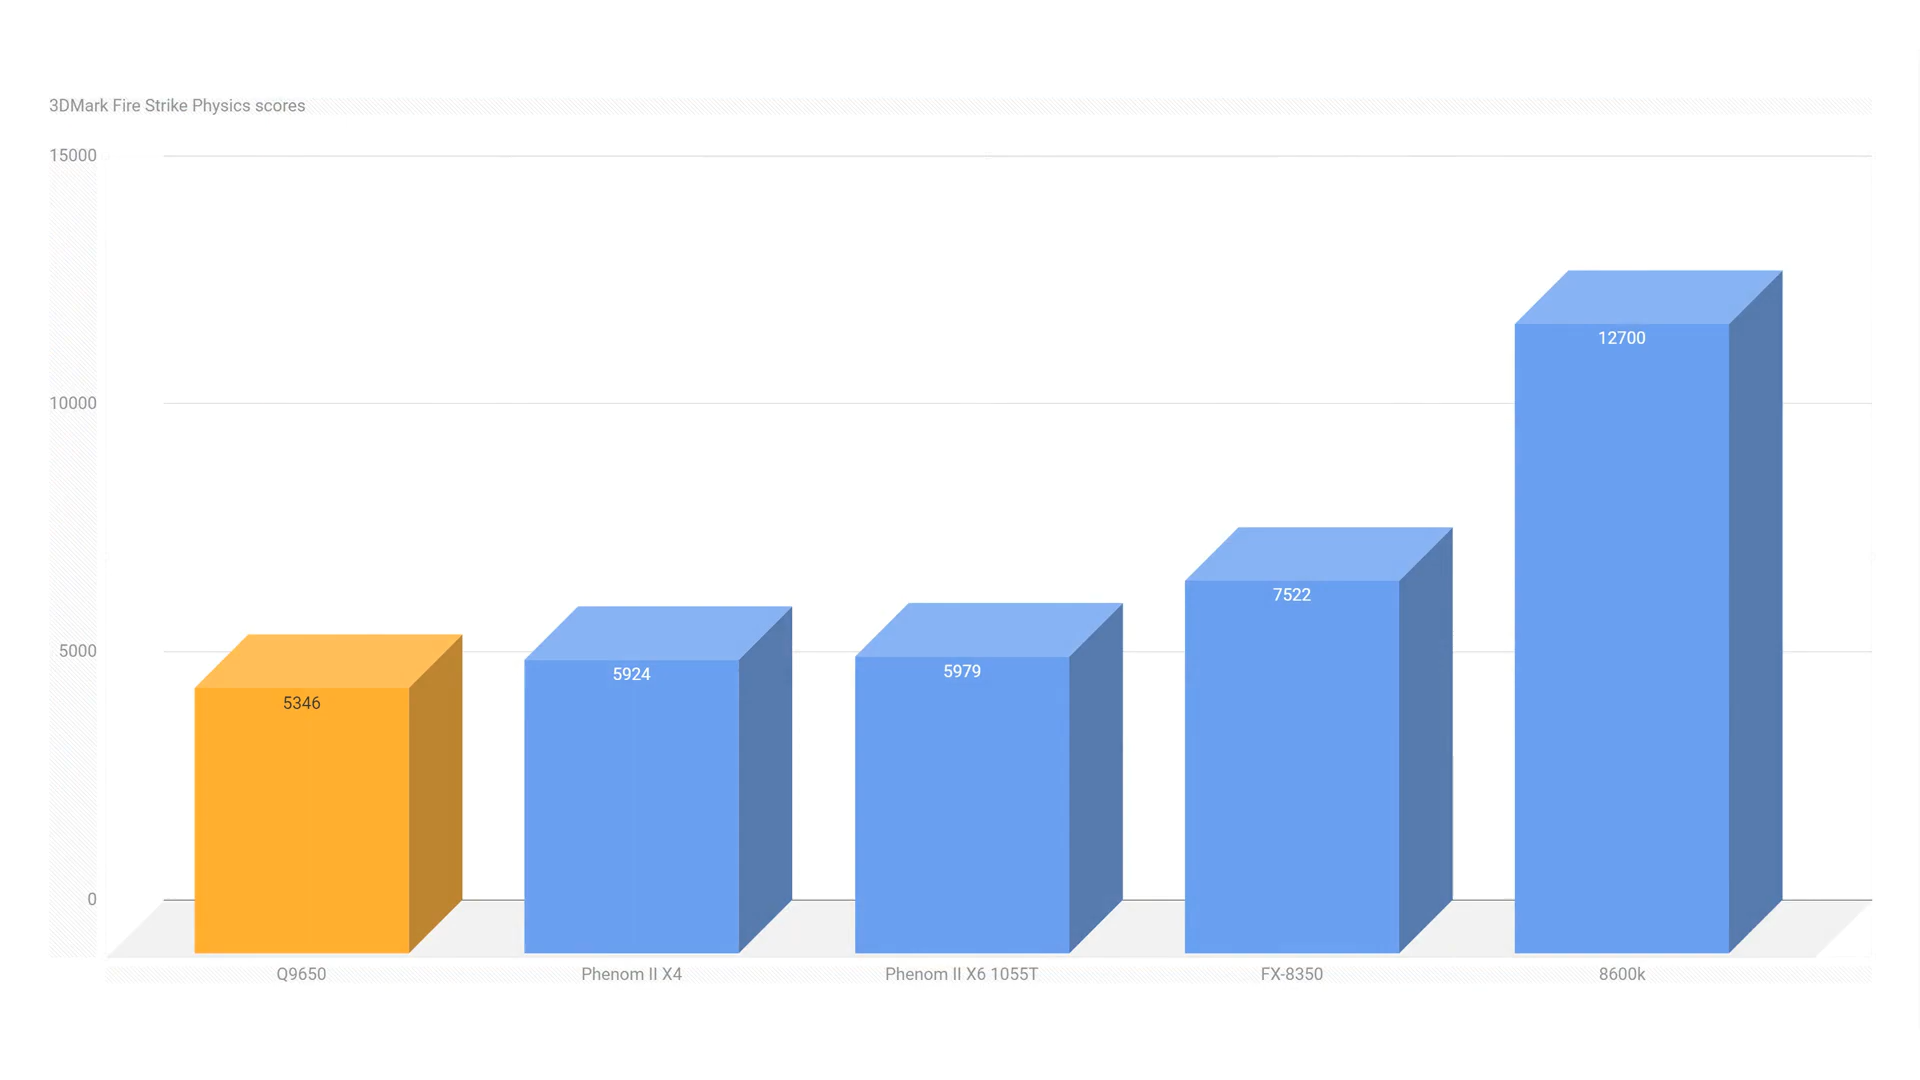 3DMark Fire Strike Physics scores
15000
10000
5000
0
5346
5924
5979
7522
12700
Q9650
Phenom II X4
Phenom II X6 1055T
FX-8350
8600k